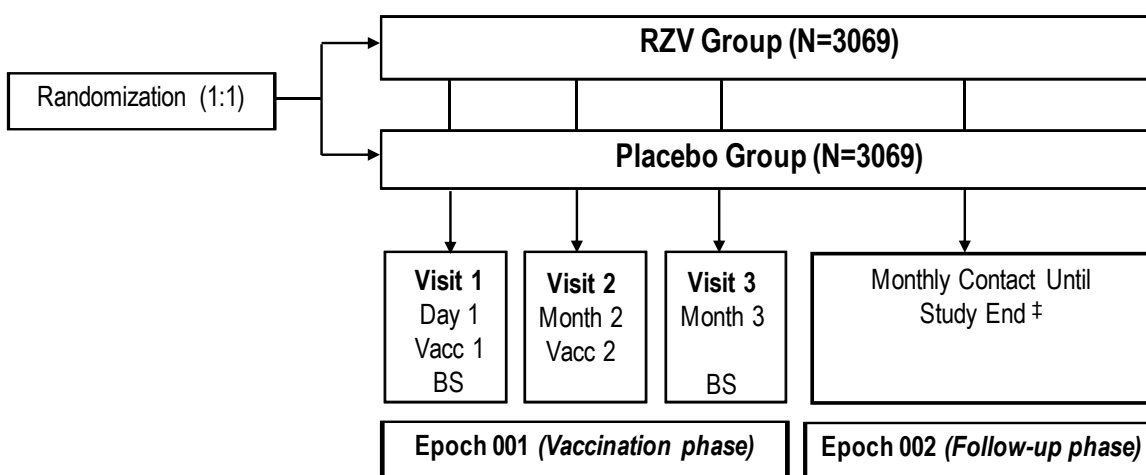 RZV Group (N=3069)
Randomization (1:1)
Placebo Group (N=3069)
Visit 1
Day 1
Vacc 1
BS
Visit 2
Month 2
Vacc 2
Visit 3
Month 3
BS
Monthly Contact Until
Study End ‡
Epoch 001 (Vaccination phase)
Epoch 002 (Follow-up phase)